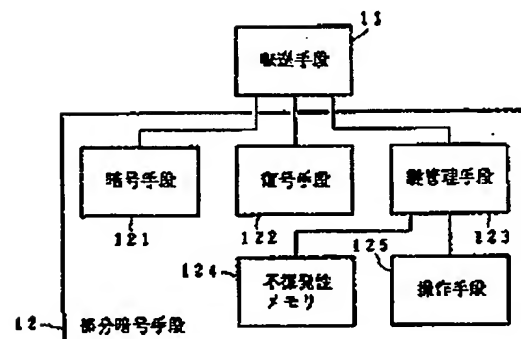 11
転送手段
暗号手段
復号手段
鍵管理手段
121
122
123
124
125
不揮発性
メモリ
操作手段
12
部分暗号手段